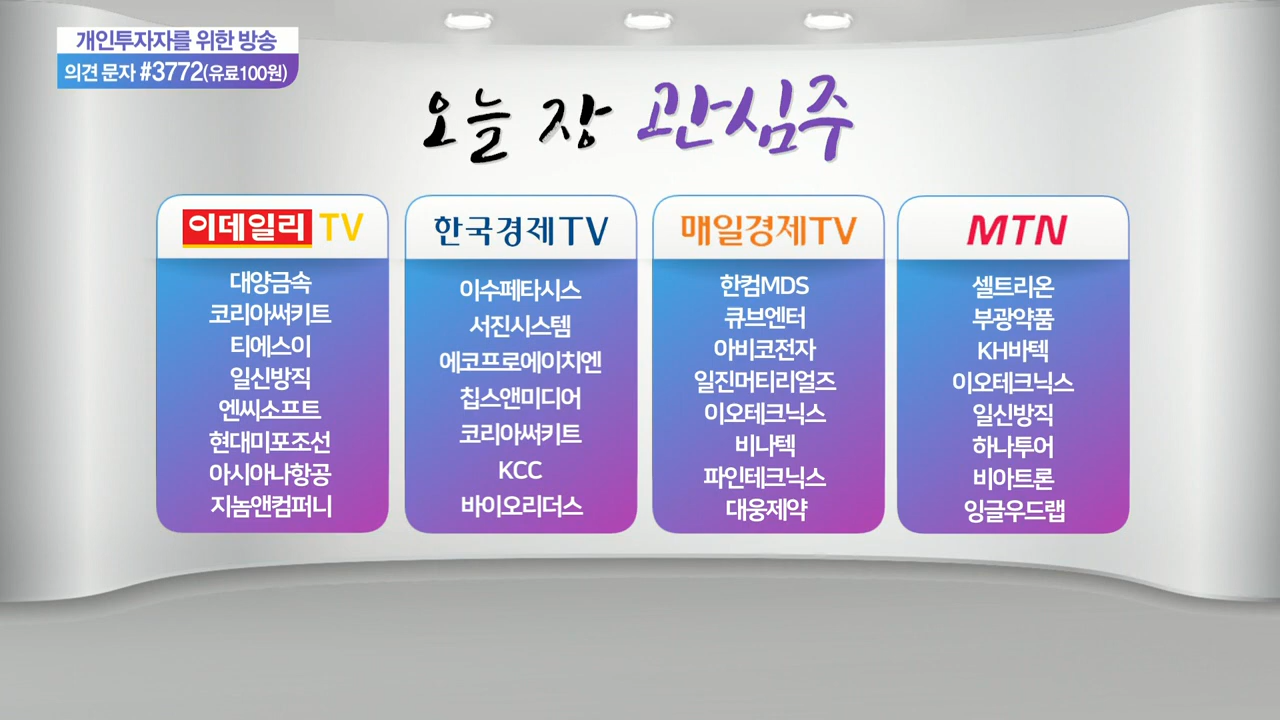 개인투자자를 위한 방송
의견 문자 #3772(유료100원)
오늘 장 관심주
이데일리 TV
대양금속
코리아써키트
티에스이
일신방직
엔씨소프트
현대미포조선
아시아나항공
지놈앤컴퍼니
한국경제TV
이수페타시스
서진시스템
에코프로에이치엔
칩스앤미디어
코리아써키트
KCC
바이오리더스
매일경제TV
한컴MDS
큐브엔터
아비코전자
일진머티리얼즈
이오테크닉스
비나텍
파인테크닉스
대웅제약
MTN
셀트리온
부광약품
KH바텍
이오테크닉스
일신방직
하나투어
비아트론
잉글우드랩